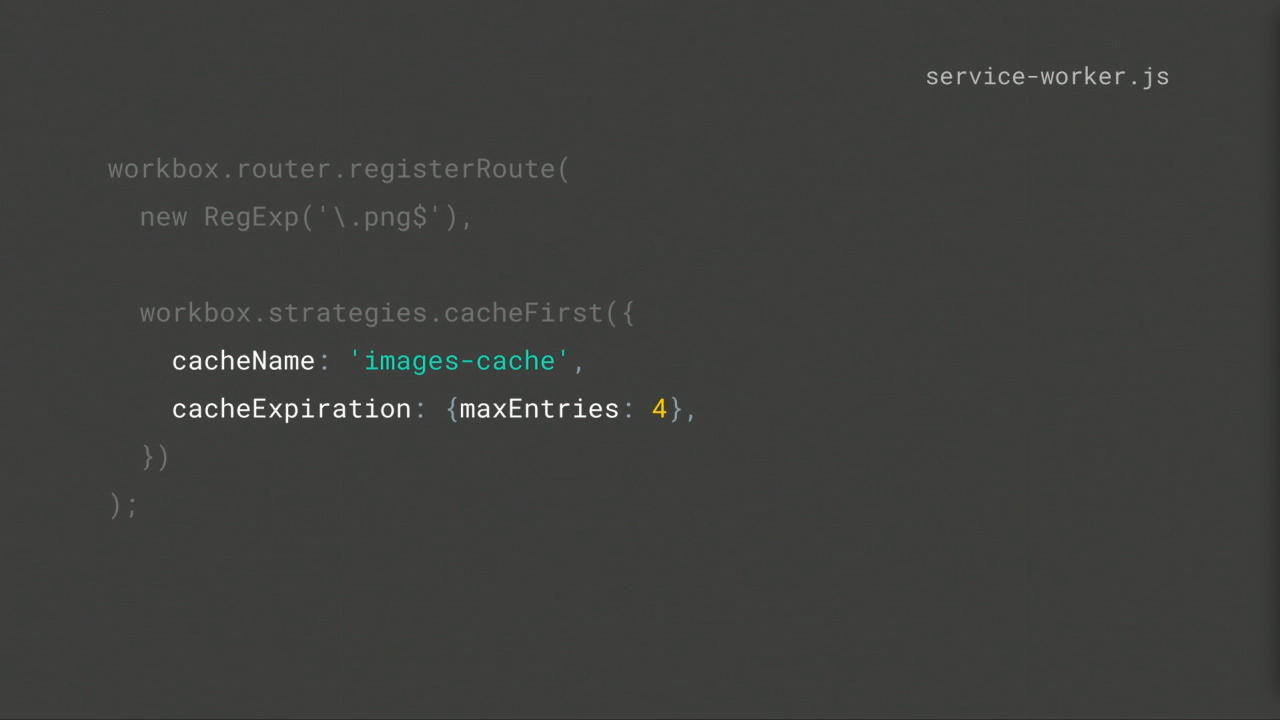 service-worker.js
workbox.router.registerRoute(
new RegExp('\.png$'),
workbox.strategies.cacheFirst({
cacheName: 'images-cache',
cacheExpiration: {maxEntries: 4},
})
);